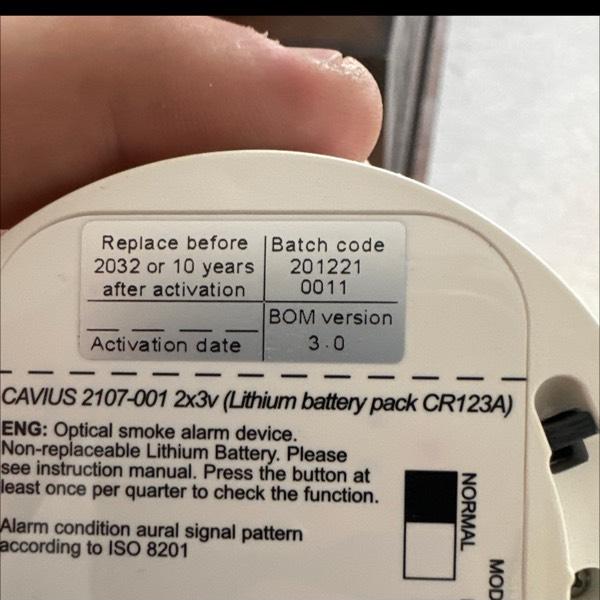 Replace before
2032 or 10 years
after activation
Batch code
201221
0011
Activation date
BOM version
3.0
CAVIUS 2107-001 2x3v (Lithium battery pack CR123A)
ENG: Optical smoke alarm device.
Non-replaceable Lithium Battery. Please
see instruction manual. Press the button at
least once per quarter to check the function.
Alarm condition aural signal pattern
according to ISO 8201
NORMAL